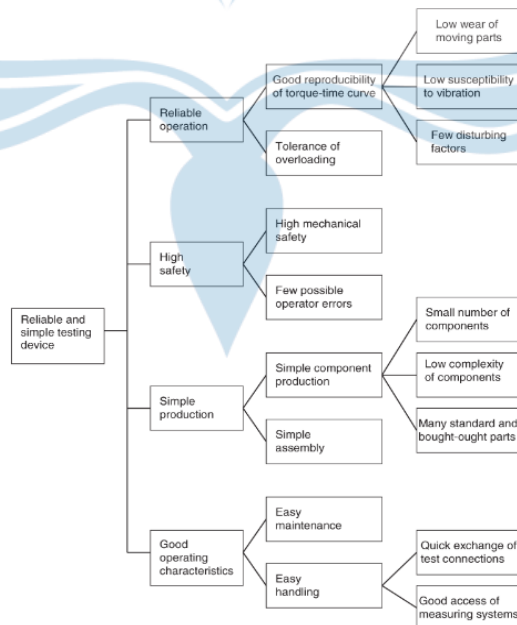 Reliable and
simple testing
device
Reliable
operation
Good reproducibility
of torque-time curve
Low wear of
moving parts
Low susceptibility
to vibration
Few disturbing
factors
Tolerance of
overloading
High
safety
High mechanical
safety
Few possible
operator errors
Simple
production
Simple component
production
Small number of
components
Low complexity
of components
Many standard and
bought-ought parts
Simple
assembly
Good
operating
characteristics
Easy
maintenance
Easy
handling
Quick exchange of
test connections
Good access of
measuring systems